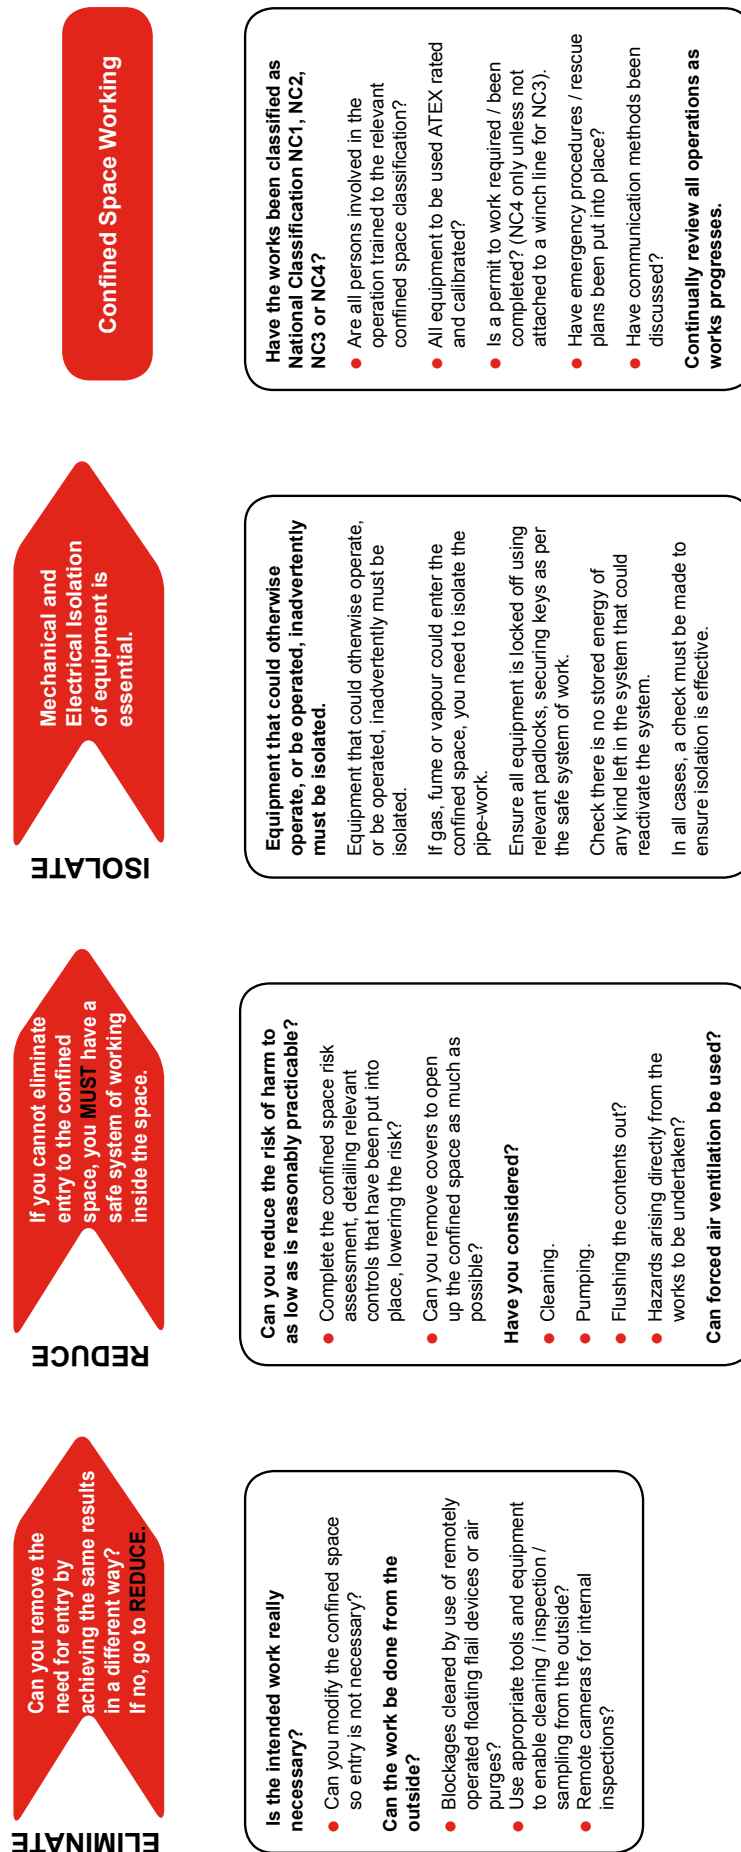 ELIMINATE
Can you remove the
need for entry by
achieving the same results
in a different way?
If no, go to REDUCE.
Is the intended work really
necessary?
● Can you modify the confined space
so entry is not necessary?
Can the work be done from the
outside?
● Blockages cleared by use of remotely
operated floating flail devices or air
purges?
● Use appropriate tools and equipment
to enable cleaning / inspection /
sampling from the outside?
● Remote cameras for internal
inspections?
REDUCE
If you cannot eliminate
entry to the confined
space, you MUST have a
safe system of working
inside the space.
Can you reduce the risk of harm to
as low as is reasonably practicable?
● Complete the confined space risk
assessment, detailing relevant
controls that have been put into
place, lowering the risk?
● Can you remove covers to open
up the confined space as much as
possible?
Have you considered?
● Cleaning.
● Pumping.
● Flushing the contents out?
● Hazards arising directly from the
works to be undertaken?
Can forced air ventilation be used?
ISOLATE
Mechanical and
Electrical Isolation
of equipment is
essential.
Equipment that could otherwise
operate, or be operated, inadvertently
must be isolated.
Equipment that could otherwise operate,
or be operated, inadvertently must be
isolated.
If gas, fume or vapour could enter the
confined space, you need to isolate the
pipe-work.
Ensure all equipment is locked off using
relevant padlocks, securing keys as per
the safe system of work.
Check there is no stored energy of
any kind left in the system that could
reactivate the system.
In all cases, a check must be made to
ensure isolation is effective.
Confined Space Working
Have the works been classified as
National Classification NC1, NC2,
NC3 or NC4?
● Are all persons involved in the
operation trained to the relevant
confined space classification?
● All equipment to be used ATEX rated
and calibrated?
● Is a permit to work required / been
completed? (NC4 only unless not
attached to a winch line for NC3).
● Have emergency procedures / rescue
plans been put into place?
● Have communication methods been
discussed?
Continually review all operations as
works progresses.